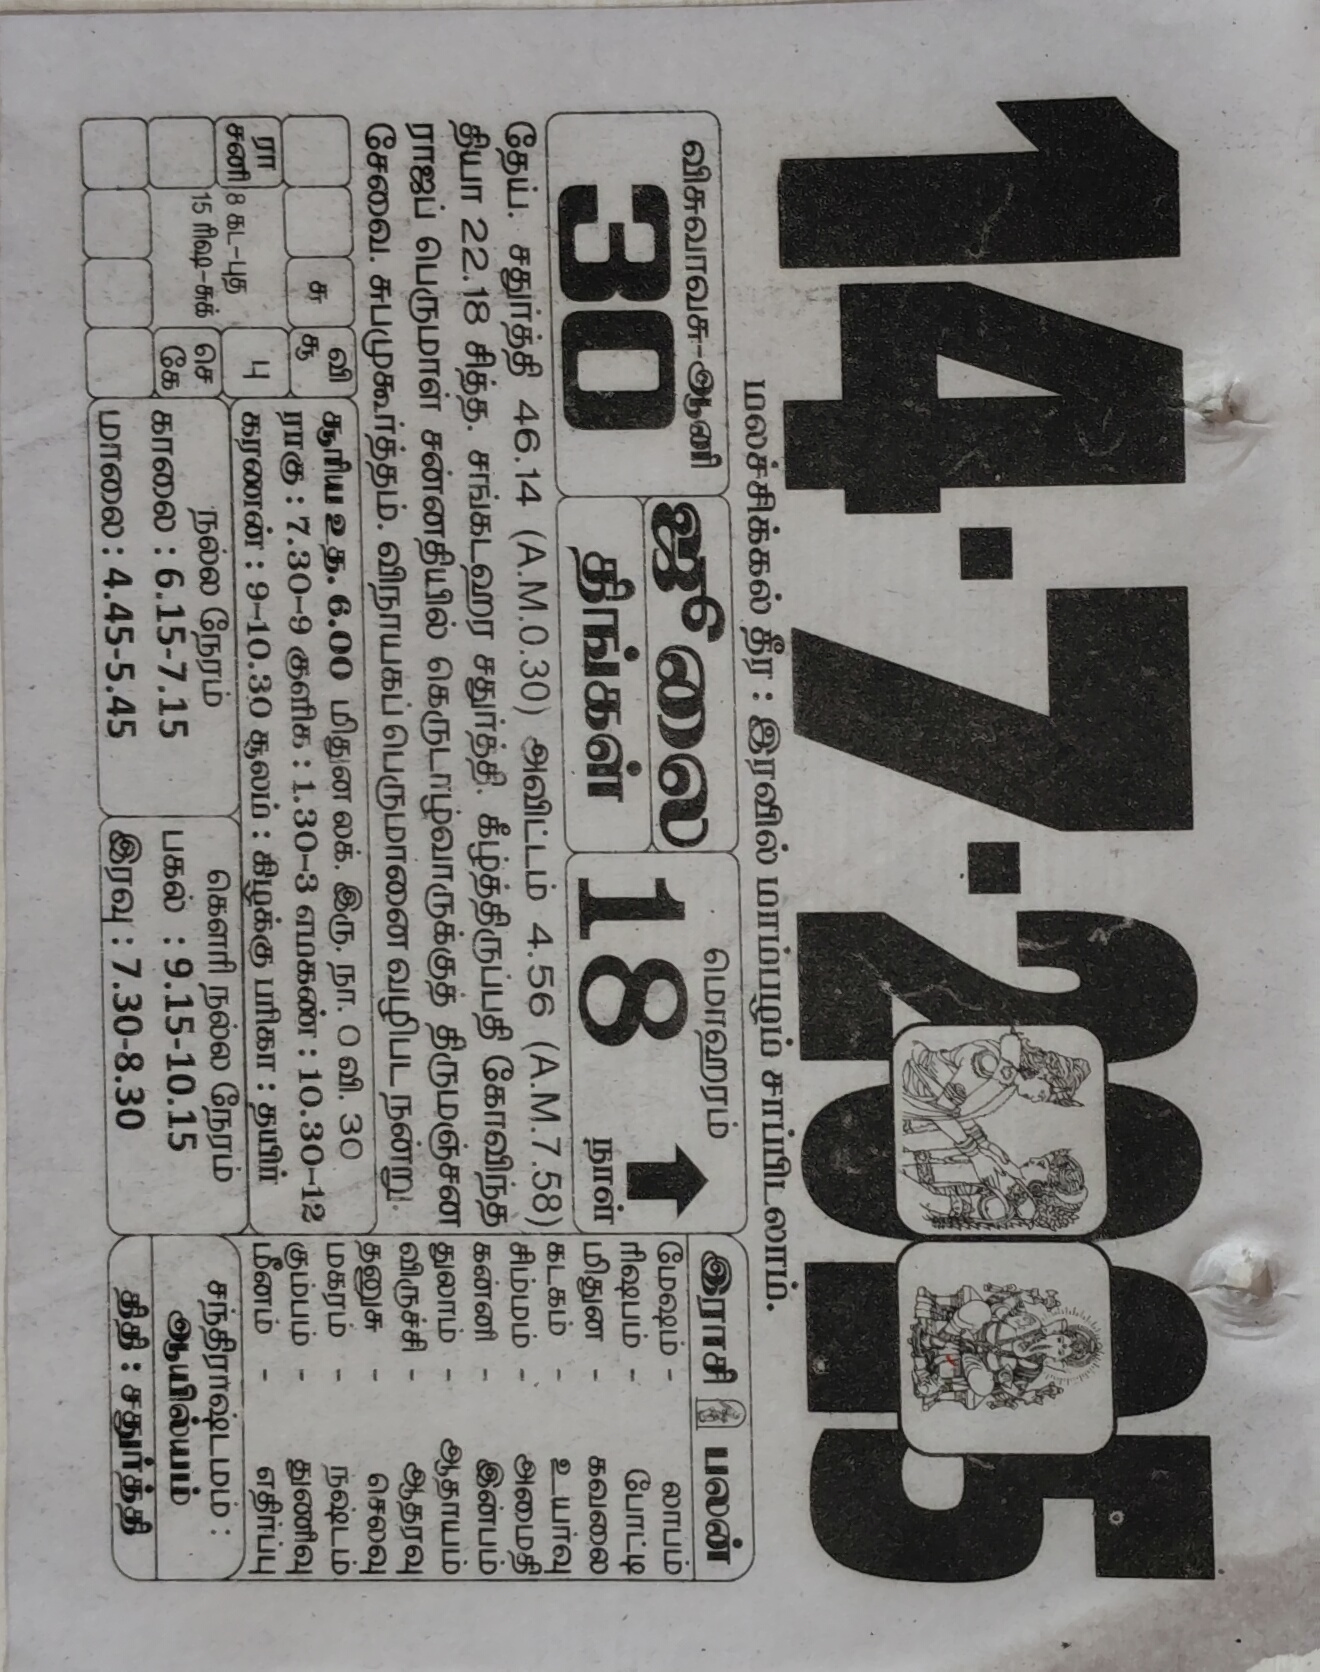 14.7.2025
மலச்சிக்கல் தீர : இரவில் மாம்பழம் சாப்பிடலாம்.
விசுவாவசு-ஆனி
30
ஜூலை
திங்கள்
மொஹரம்
18
நாள்
தேய். சதுர்த்தி 46.14 (A.M.0.30) அவிட்டம் 4.56 (A.M.7.58)
தியா 22.18 சித்த. சங்கடஹர சதுர்த்தி. கீழ்த்திருப்பதி கோவிந்த
ராஜப் பெருமாள் சன்னதியில் கெருடாழ்வாருக்குத் திருமஞ்சன
சேவை. சுபமுகூர்த்தம். விநாயகப் பெருமானை வழிபட நன்று.
சு
வி
சூ
ரா
சனி
8 கட-புத
15 ரிஷ-சுக்
பு
செ
கே
சூரிய உத. 6.00 மிதுன லக். இரு. நா. 0 வி. 30
ராகு : 7.30-9 குளிக : 1.30-3 எமகண் : 10.30-12
கரணன் : 9-10.30 சூலம் : கிழக்கு பரிகா : தயிர்
நல்ல நேரம்
காலை : 6.15-7.15
மாலை : 4.45-5.45
கௌரி நல்ல நேரம்
பகல் : 9.15-10.15
இரவு : 7.30-8.30
இராசி பலன்
மேஷம் - லாபம்
ரிஷபம் - போட்டி
மிதுன - கவலை
கடகம் - உயர்வு
சிம்மம் - அமைதி
கன்னி - இன்பம்
துலாம் - ஆதாயம்
விருச்சி - ஆதரவு
தனுசு - செலவு
மகரம் - நஷ்டம்
கும்பம் - துணிவு
மீனம் - எதிர்ப்பு
சந்திராஷ்டமம் :
ஆயில்யம்
திதி : சதுர்த்தி